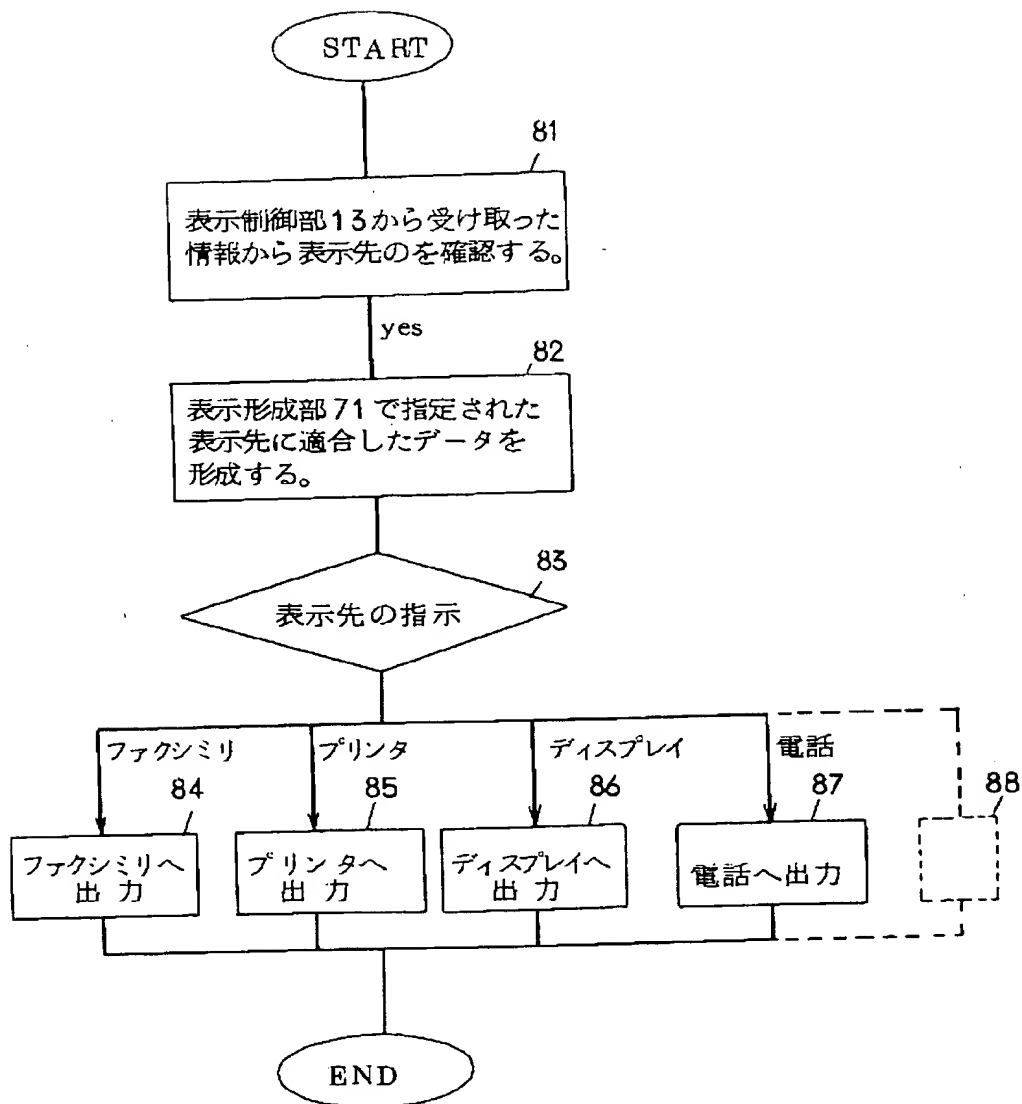 START
81
表示制御部13から受け取った
情報から表示先のを確認する。
yes
82
表示形成部71で指定された
表示先に適合したデータを
形成する。
83
表示先の指示
ファクシミリ
プリンタ
ディスプレイ
電話
84
85
86
87
88
ファクシミリへ
出力
プリンタへ
出力
ディスプレイへ
出力
電話へ出力
END